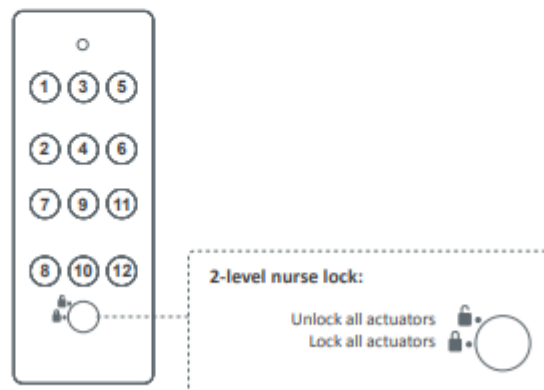 1 3 5
2 4 6
7 9 11
8 10 12
2-level nurse lock:
Unlock all actuators
Lock all actuators